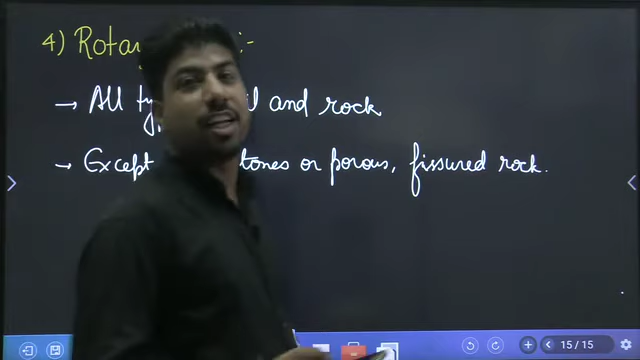 4) Rota :-
→ All ty l and rock
→ Except tones or porous, fissured rock.
15/15